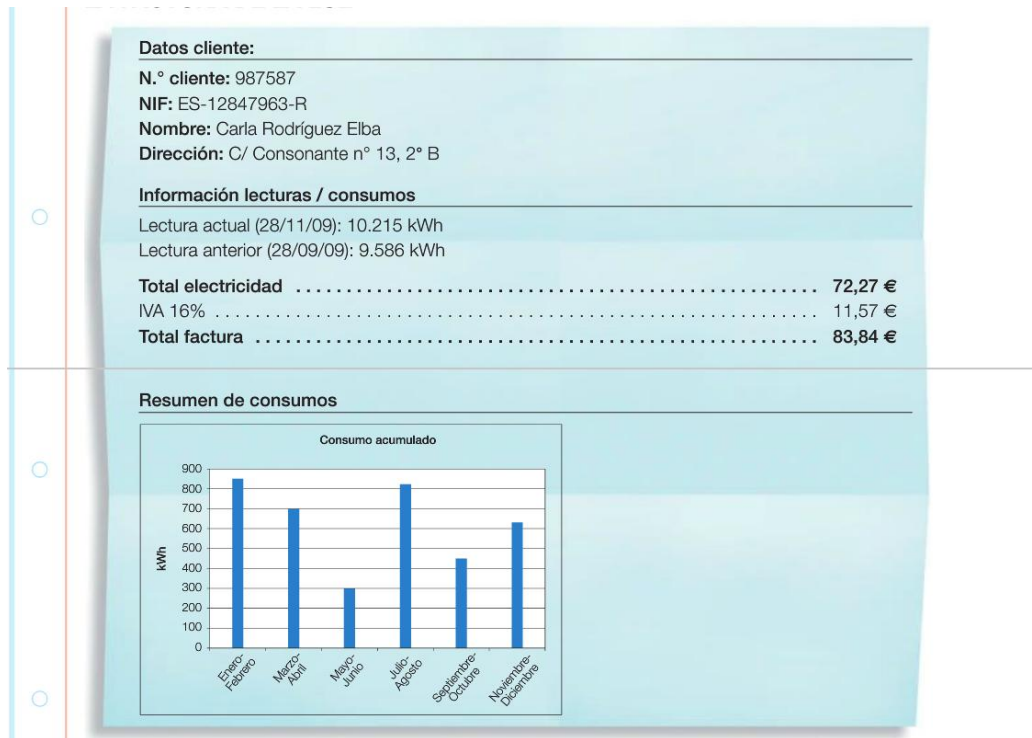 Datos cliente:
N.° cliente: 987587
NIF: ES-12847963-R
Nombre: Carla Rodríguez Elba
Dirección: C/ Consonante n° 13, 2° B
Información lecturas / consumos
Lectura actual (28/11/09): 10.215 kWh
Lectura anterior (28/09/09): 9.586 kWh
Total electricidad . . . . . . . . . . . . . . . . . . . . 72,27 €
IVA 16% . . . . . . . . . . . . . . . . . . . . 11,57 €
Total factura . . . . . . . . . . . . . . . . . . . . 83,84 €
Resumen de consumos
Consumo acumulado
900
800
700
600
500
400
300
200
100
0
kWh
Enero-
Febrero
Marzo-
Abril
Mayo-
Junio
Julio-
Agosto
Septiembre-
Octubre
Noviembre-
Diciembre